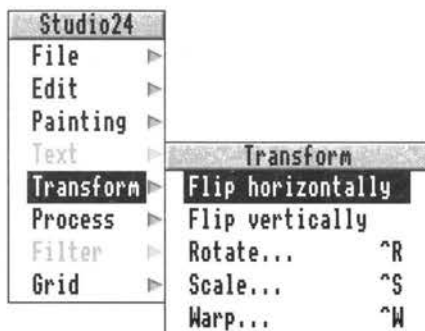 Studio24
File
Edit
Painting
Text
Transform
Process
Filter
Grid
Transform
Flip horizontally
Flip vertically
Rotate... ^R
Scale... ^S
Warp... ^W